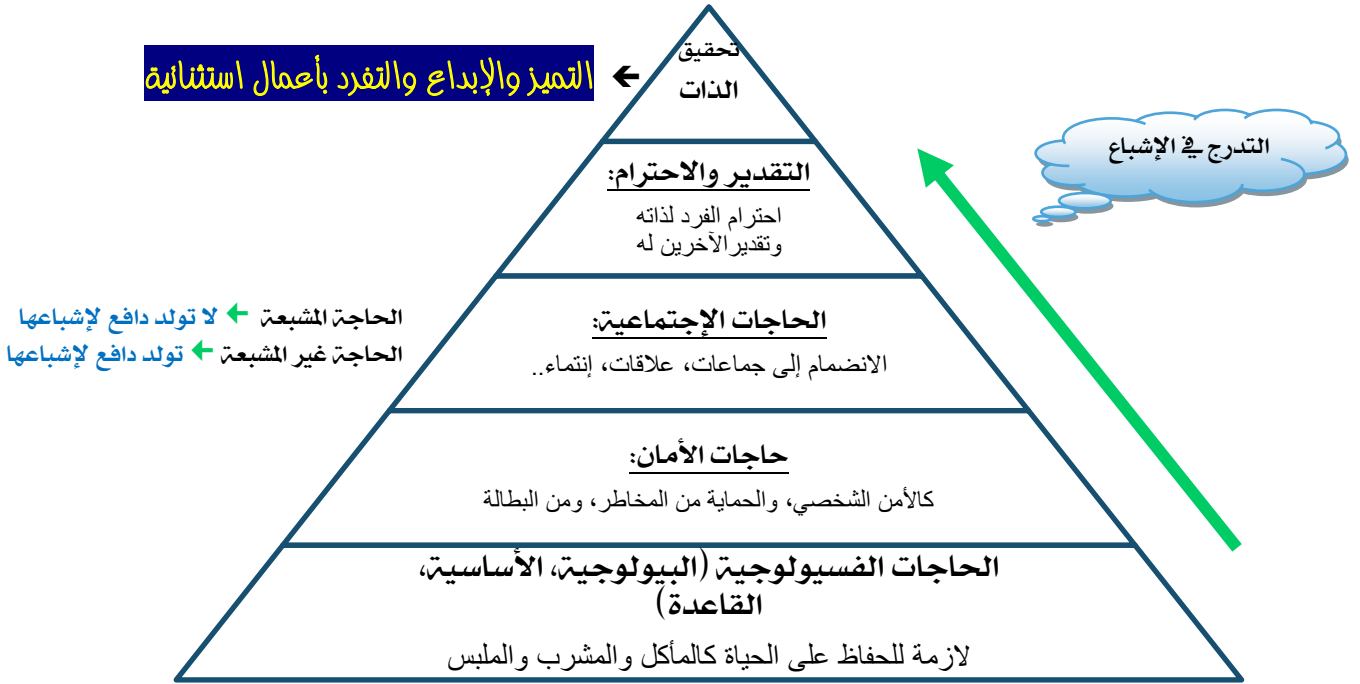 تحقيق
الذات
← التميز والإبداع والتفرد بأعمال استثنائية
التدرج في الإشباع
التقدير والاحترام:
احترام الفرد لذاته
وتقديرالآخرين له
الحاجات الإجتماعية:
الانضمام إلى جماعات، علاقات، إنتماء..
الحاجة المشبعة ← لا تولد دافع لإشباعها
الحاجة غير المشبعة ← تولد دافع لإشباعها
حاجات الأمان:
كالأمن الشخصي، والحماية من المخاطر، ومن البطالة
الحاجات الفسيولوجية (البيولوجية، الأساسية،
القاعدة)
لازمة للحفاظ على الحياة كالمأكل والمشرب والملبس